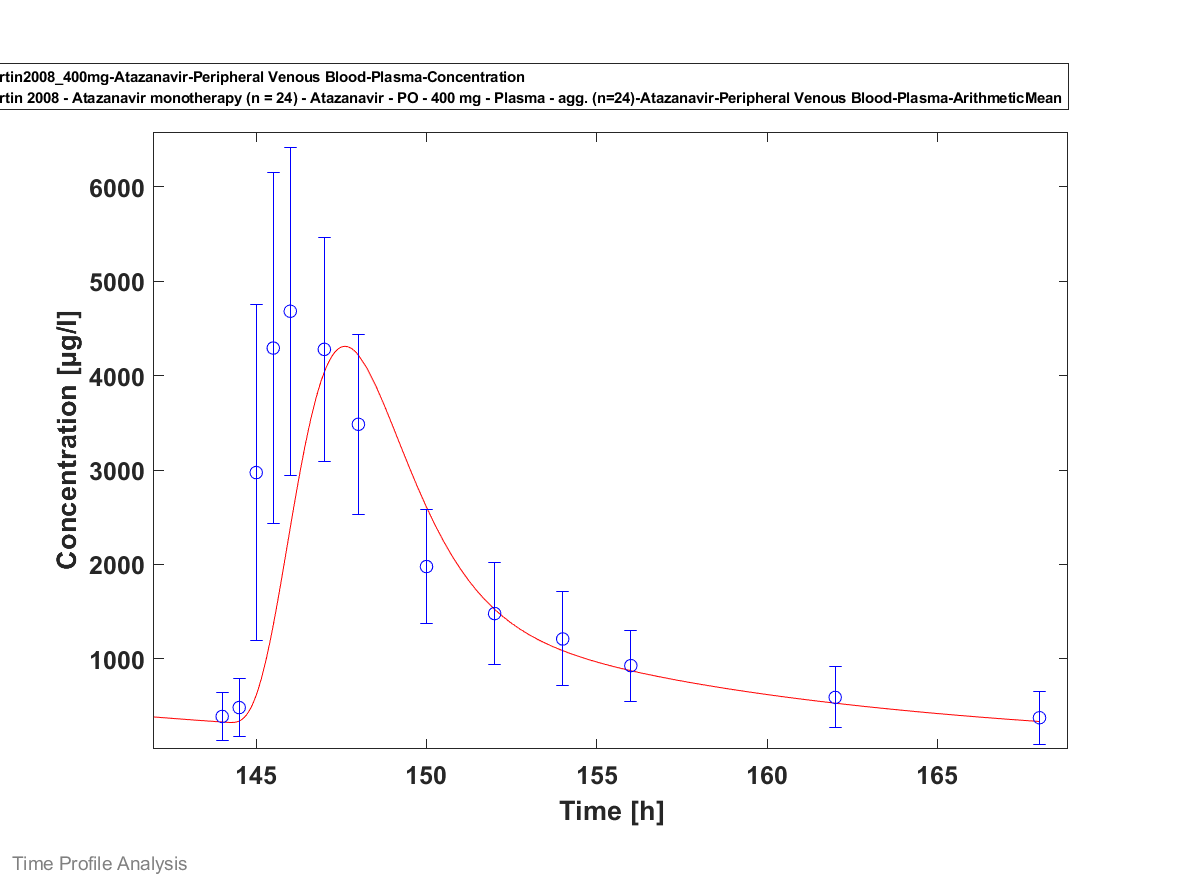 rtin2008_400mg-Atazanavir-Peripheral Venous Blood-Plasma-Concentration
rtin 2008 - Atazanavir monotherapy (n = 24) - Atazanavir - PO - 400 mg - Plasma - agg. (n=24)-Atazanavir-Peripheral Venous Blood-Plasma-ArithmeticMean
6000
5000
4000
3000
2000
1000
Concentration [µg/l]
145 150 155 160 165
Time [h]
Time Profile Analysis